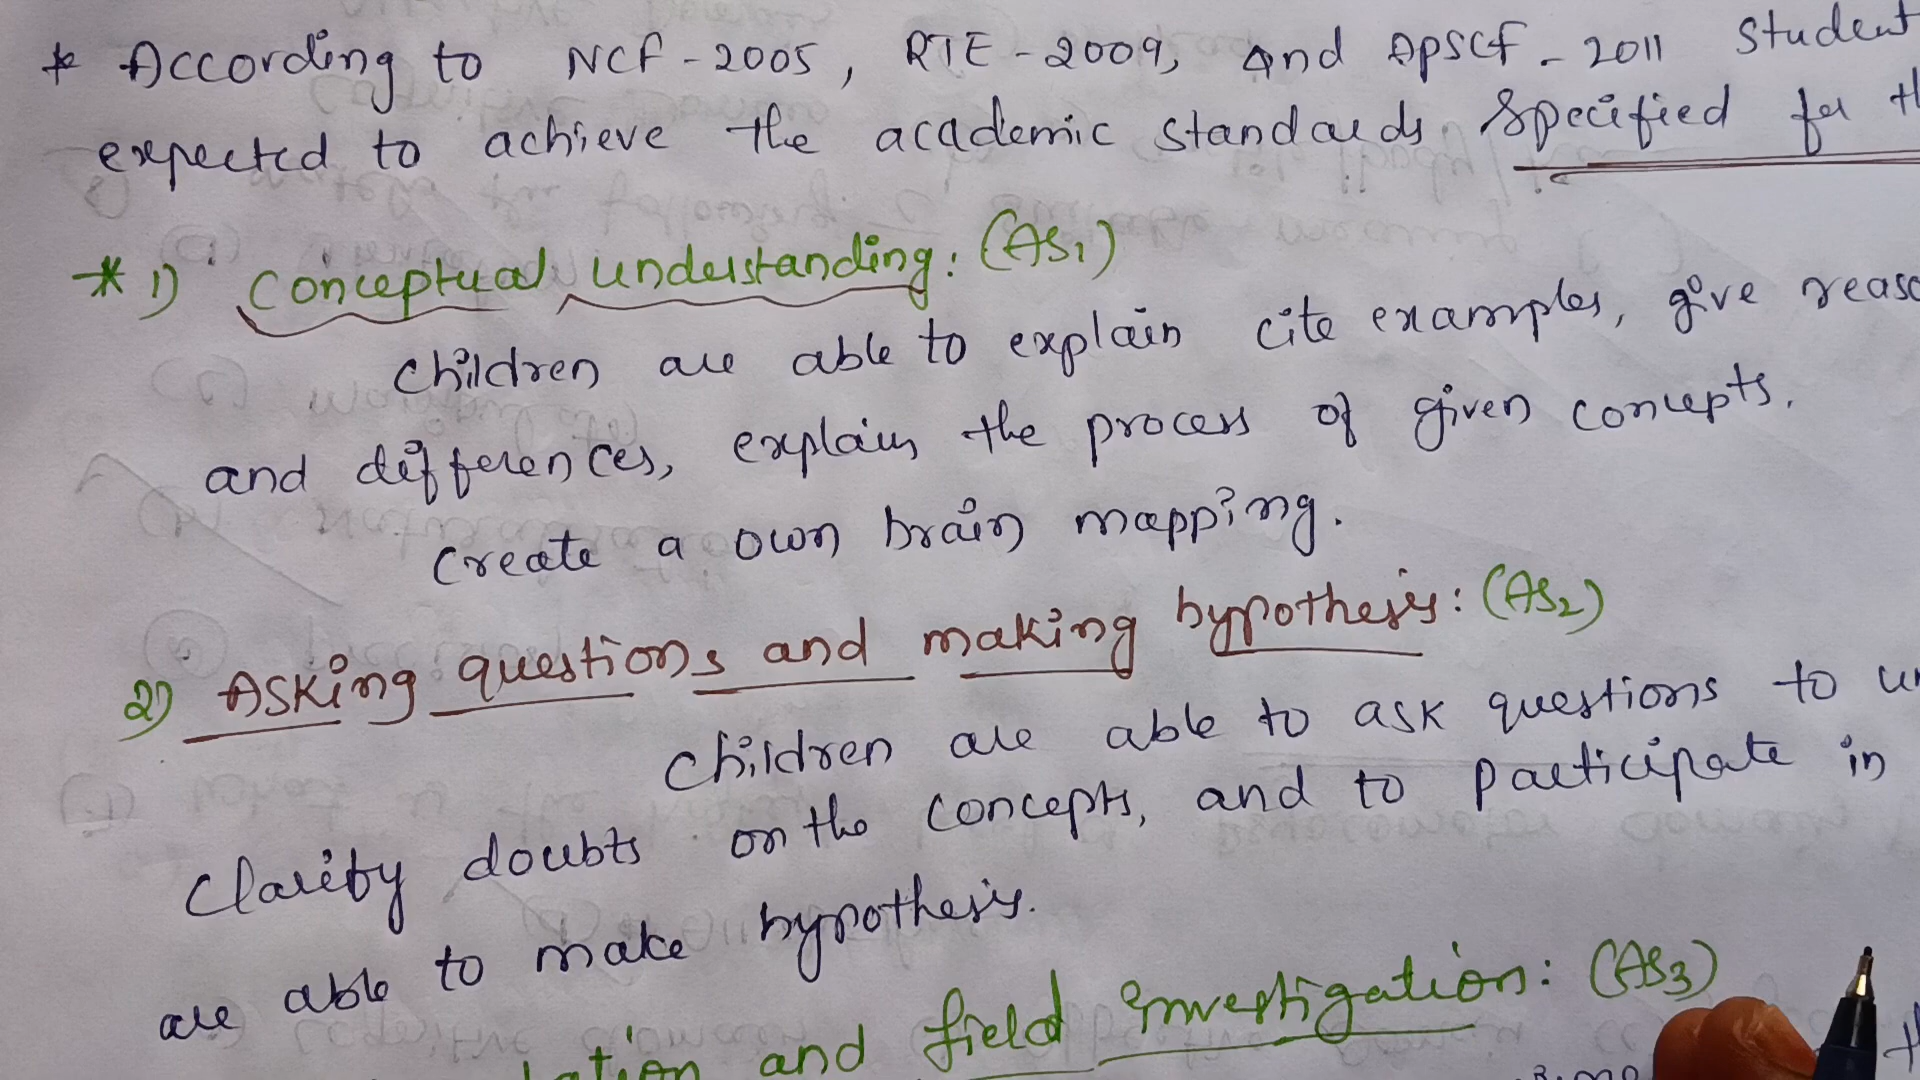 * According to NCF-2005, RTE-2009, and APSCF-2011 Student
expected to achieve the academic standards specified for th
* 1) Conceptual understanding: (AS1)
Children are able to explain cite examples, give reaso
and differences, explain the process of given concepts.
Create a own brain mapping.
2) Asking questions and making hypothesis: (AS2)
Children are able to ask questions to un
Clarity doubts on the concepts, and to participate in
are able to make hypothesis.
tation and field investigation: (AS3)